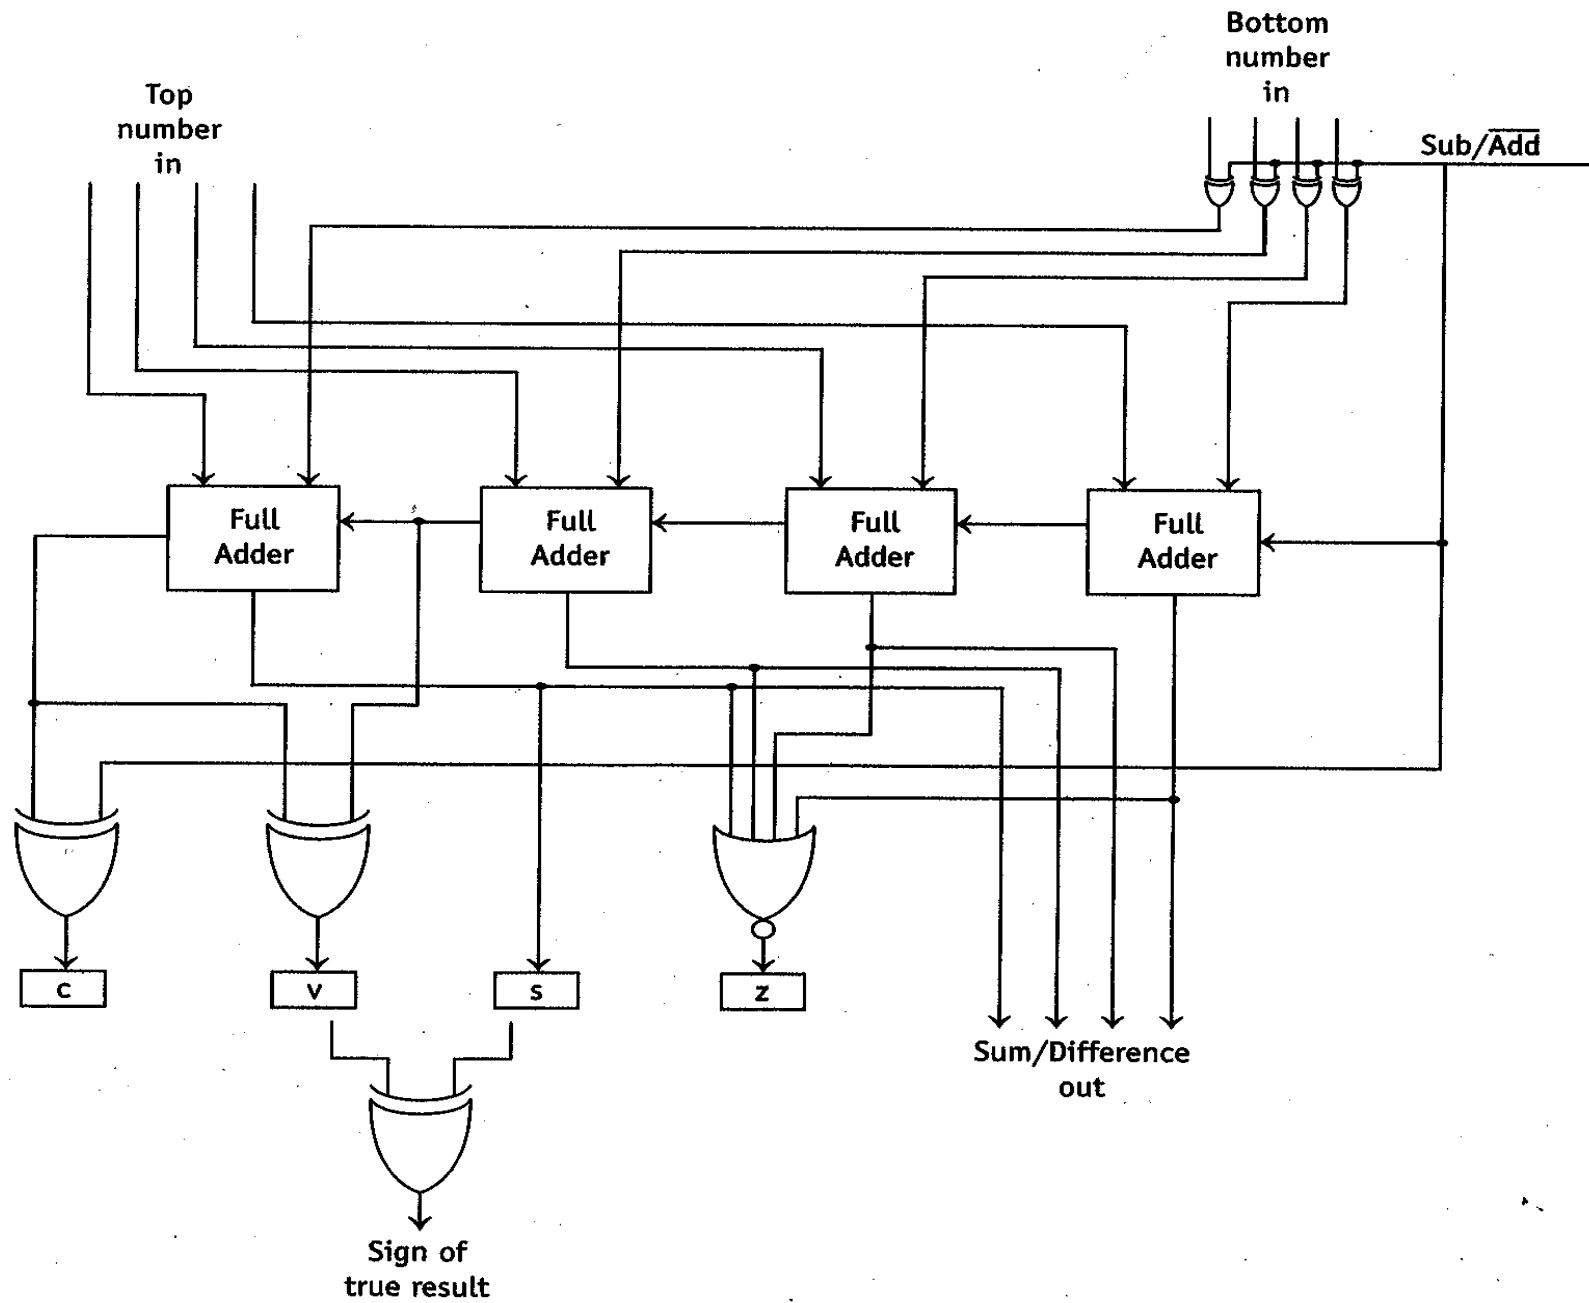 Bottom
number
in
Top
number
in
Sub/Add
Full
Adder
Full
Adder
Full
Adder
Full
Adder
C
V
S
Z
Sum/Difference
out
Sign of
true result